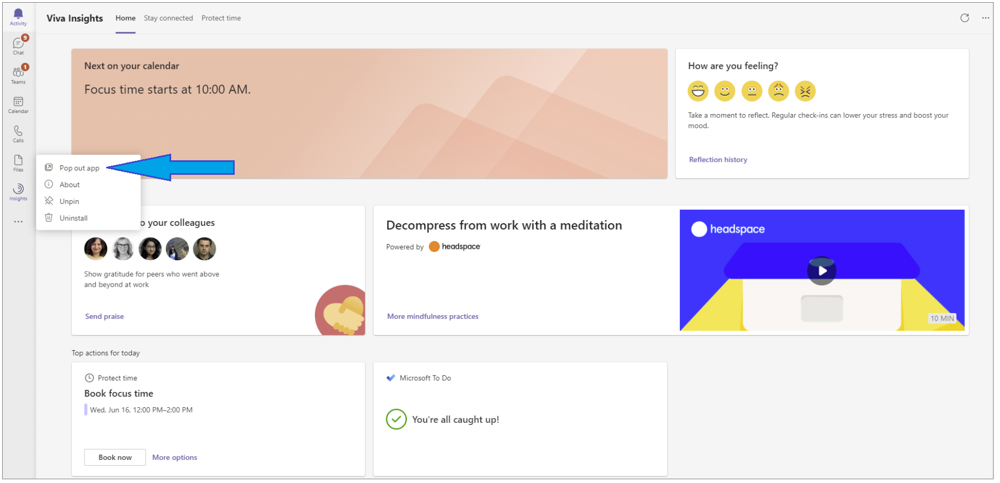 Activity
Viva Insights Home Stay connected Protect time
9
Chat
1
Teams
Calendar
Calls
Files
Insights
Pop out app
About
Unpin
Uninstall
Next on your calendar
Focus time starts at 10:00 AM.
How are you feeling?
Take a moment to reflect. Regular check-ins can lower your stress and boost your
mood.
Reflection history
o your colleagues
Show gratitude for peers who went above
and beyond at work
Send praise
Decompress from work with a meditation
Powered by headspace
More mindfulness practices
headspace
10 MIN
Top actions for today
Protect time
Book focus time
Wed, Jun 16, 12:00 PM–2:00 PM
Book now More options
Microsoft To Do
You're all caught up!